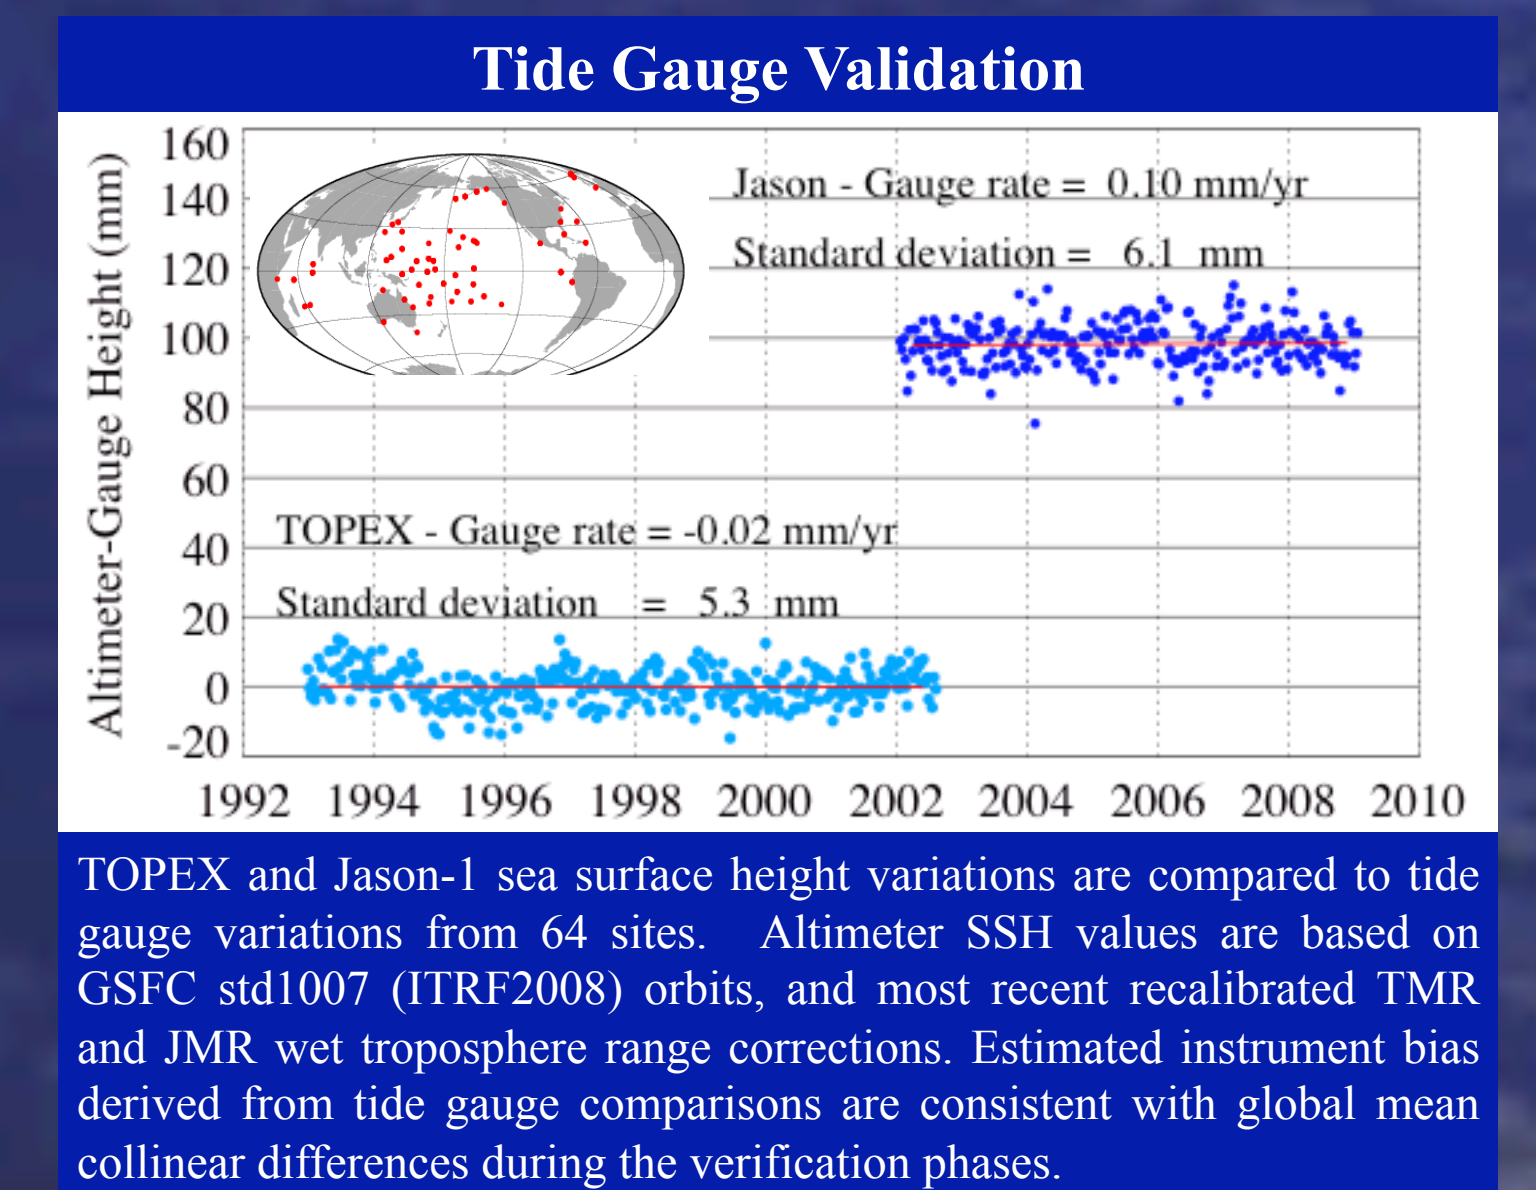 Tide Gauge Validation
Altimeter-Gauge Height (mm)
160
140
120
100
80
60
40
20
0
-20
Jason - Gauge rate = 0.10 mm/yr
Standard deviation = 6.1 mm
TOPEX - Gauge rate = -0.02 mm/yr
Standard deviation = 5.3 mm
1992 1994 1996 1998 2000 2002 2004 2006 2008 2010
TOPEX and Jason-1 sea surface height variations are compared to tide
gauge variations from 64 sites. Altimeter SSH values are based on
GSFC std1007 (ITRF2008) orbits, and most recent recalibrated TMR
and JMR wet troposphere range corrections. Estimated instrument bias
derived from tide gauge comparisons are consistent with global mean
collinear differences during the verification phases.